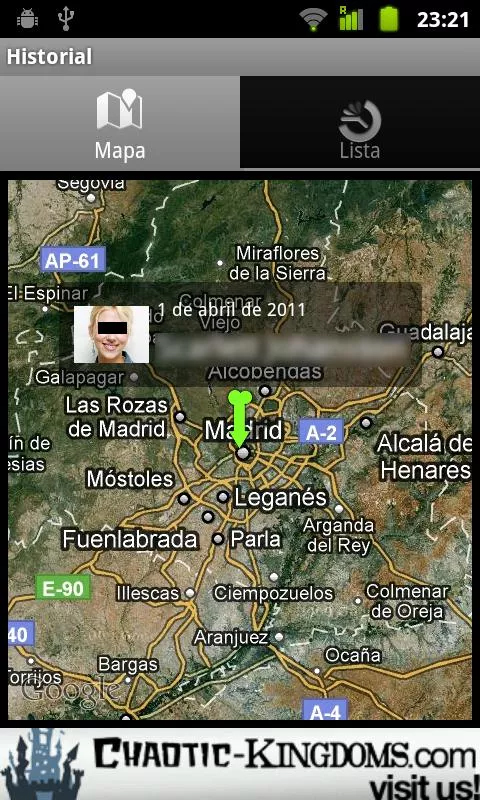 R
23:21
Historial
Mapa
Lista
Segovia
AP-61
Miraflores
de la Sierra
El Espinar
1 de abril de 2011
Colmenar
Viejo
Guadalaja
Galapagar
Alcobendas
Las Rozas
de Madrid
Madrid
A-2
ín de
esias
Alcalá de
Henares
Móstoles
Leganés
Arganda
del Rey
Fuenlabrada
Parla
E-90
Illescas
Ciempozuelos
Colmenar
de Oreja
40
Aranjuez
Ocaña
Torrijos
Bargas
Google
A-4
CHAOTIC-KINGDOMS.com
visit us!